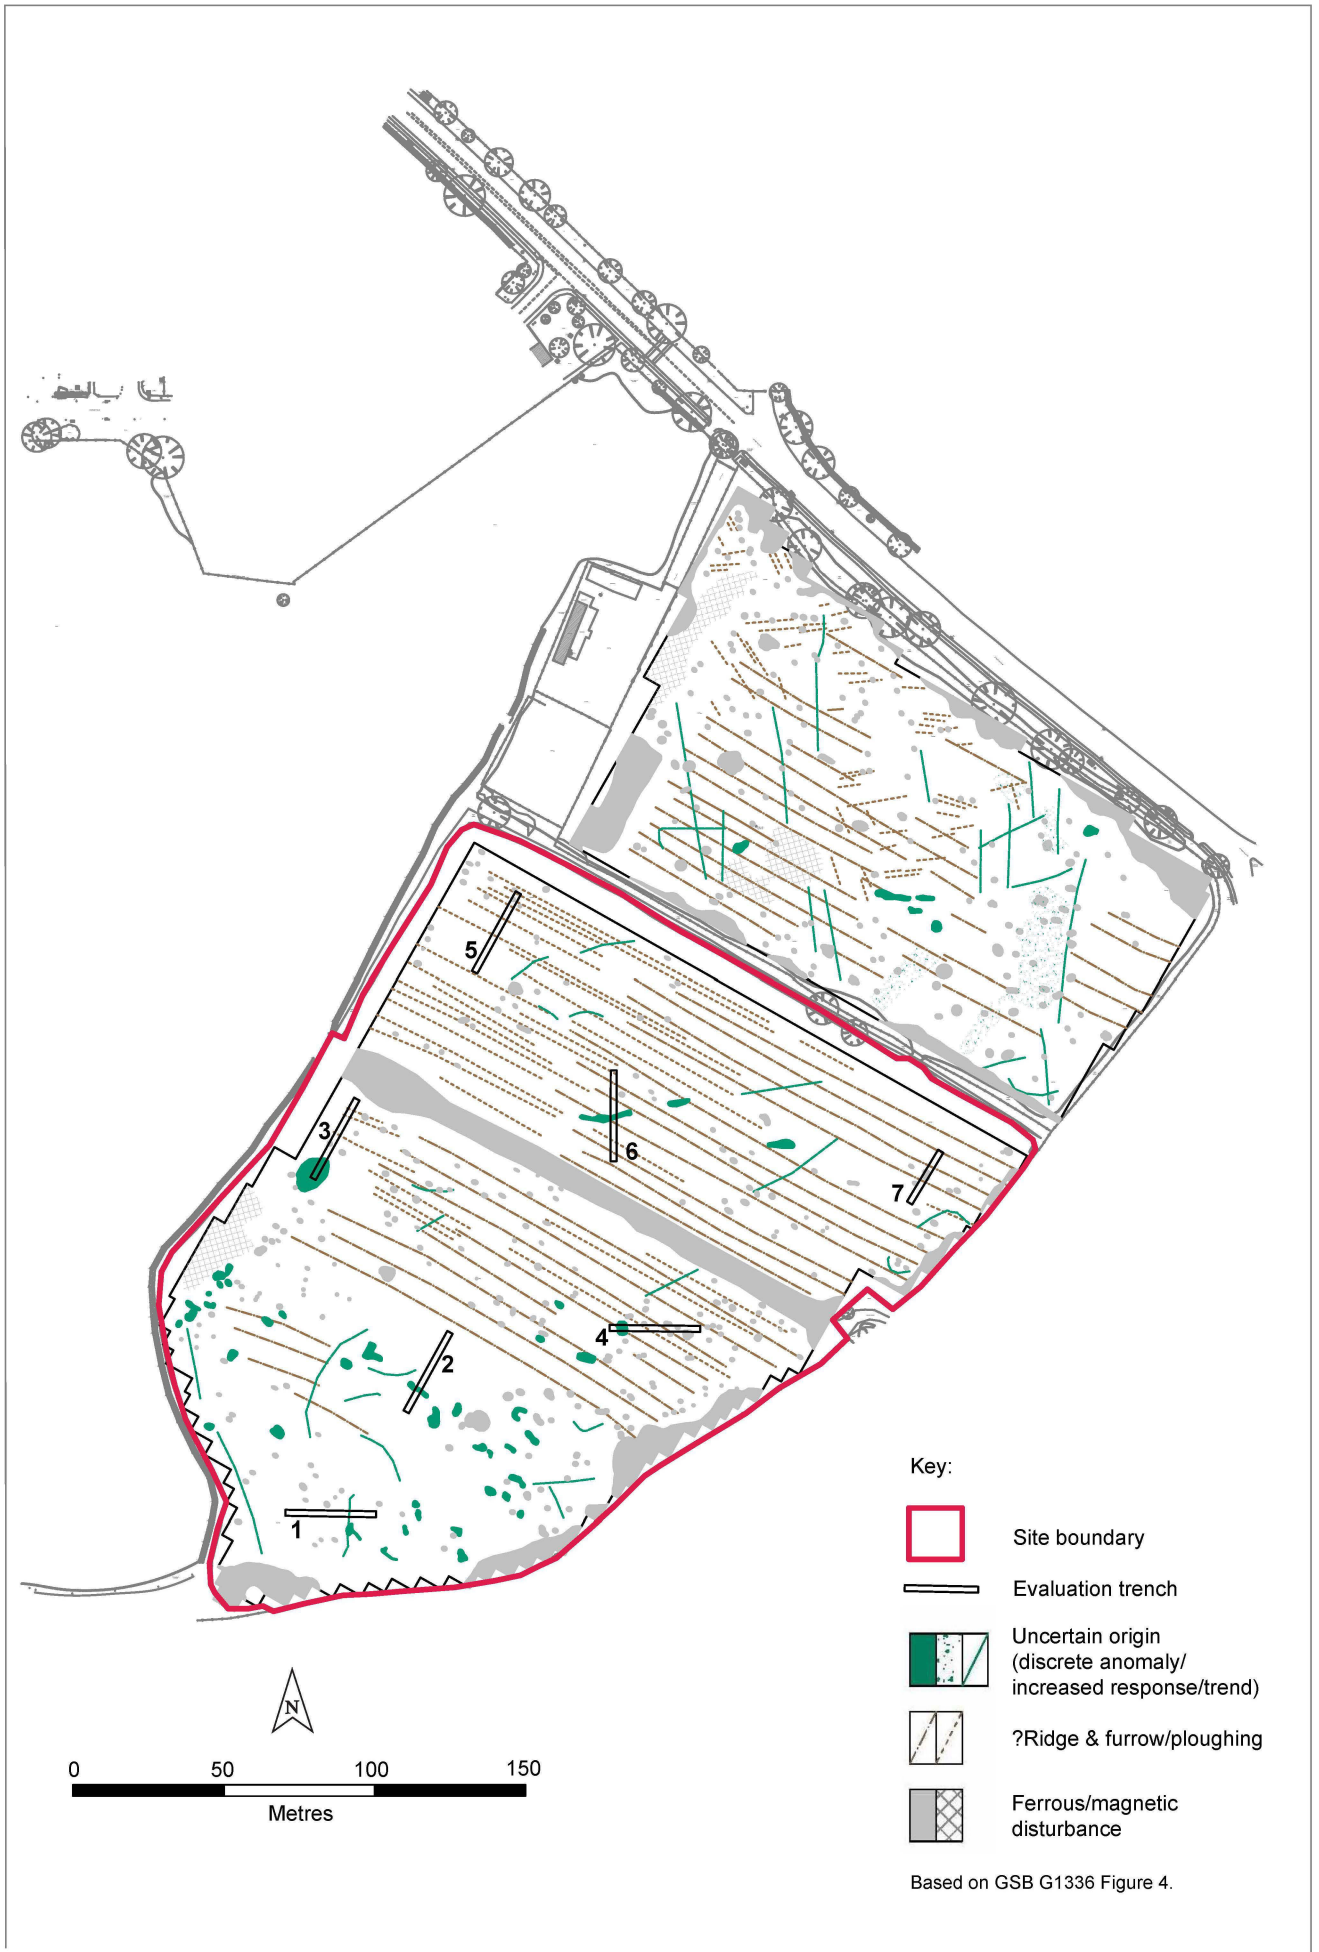 5
3
6
7
4
2
1
Key:
Site boundary
Evaluation trench
Uncertain origin
(discrete anomaly/
increased response/trend)
?Ridge & furrow/ploughing
Ferrous/magnetic
disturbance
Based on GSB G1336 Figure 4.
N
0 50 100 150
Metres